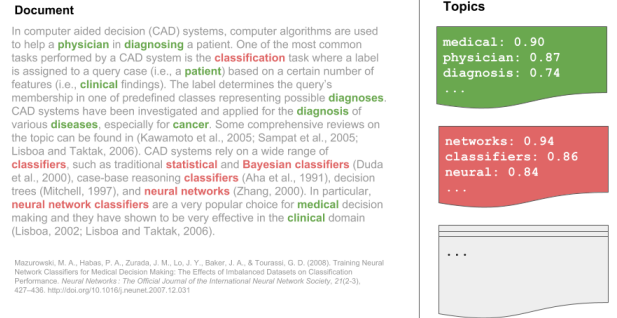 Document
In computer aided decision (CAD) systems, computer algorithms are used
to help a physician in diagnosing a patient. One of the most common
tasks performed by a CAD system is the classification task where a label
is assigned to a query case (i.e., a patient) based on a certain number of
features (i.e., clinical findings). The label determines the query's
membership in one of predefined classes representing possible diagnoses.
CAD systems have been investigated and applied for the diagnosis of
various diseases, especially for cancer. Some comprehensive reviews on
the topic can be found in (Kawamoto et al., 2005; Sampat et al., 2005;
Lisboa and Taktak, 2006). CAD systems rely on a wide range of
classifiers, such as traditional statistical and Bayesian classifiers (Duda
et al., 2000), case-base reasoning classifiers (Aha et al., 1991), decision
trees (Mitchell, 1997), and neural networks (Zhang, 2000). In particular,
neural network classifiers are a very popular choice for medical decision
making and they have shown to be very effective in the clinical domain
(Lisboa, 2002; Lisboa and Taktak, 2006).
Mazurowski, M. A., Habas, P. A., Zurada, J. M., Lo, J. Y., Baker, J. A., & Tourassi, G. D. (2008). Training Neural
Network Classifiers for Medical Decision Making: The Effects of Imbalanced Datasets on Classification
Performance. Neural Networks : The Official Journal of the International Neural Network Society, 21(2-3),
427–436. http://doi.org/10.1016/j.neunet.2007.12.031
Topics
medical: 0.90
physician: 0.87
diagnosis: 0.74
...
networks: 0.94
classifiers: 0.86
neural: 0.84
...
...